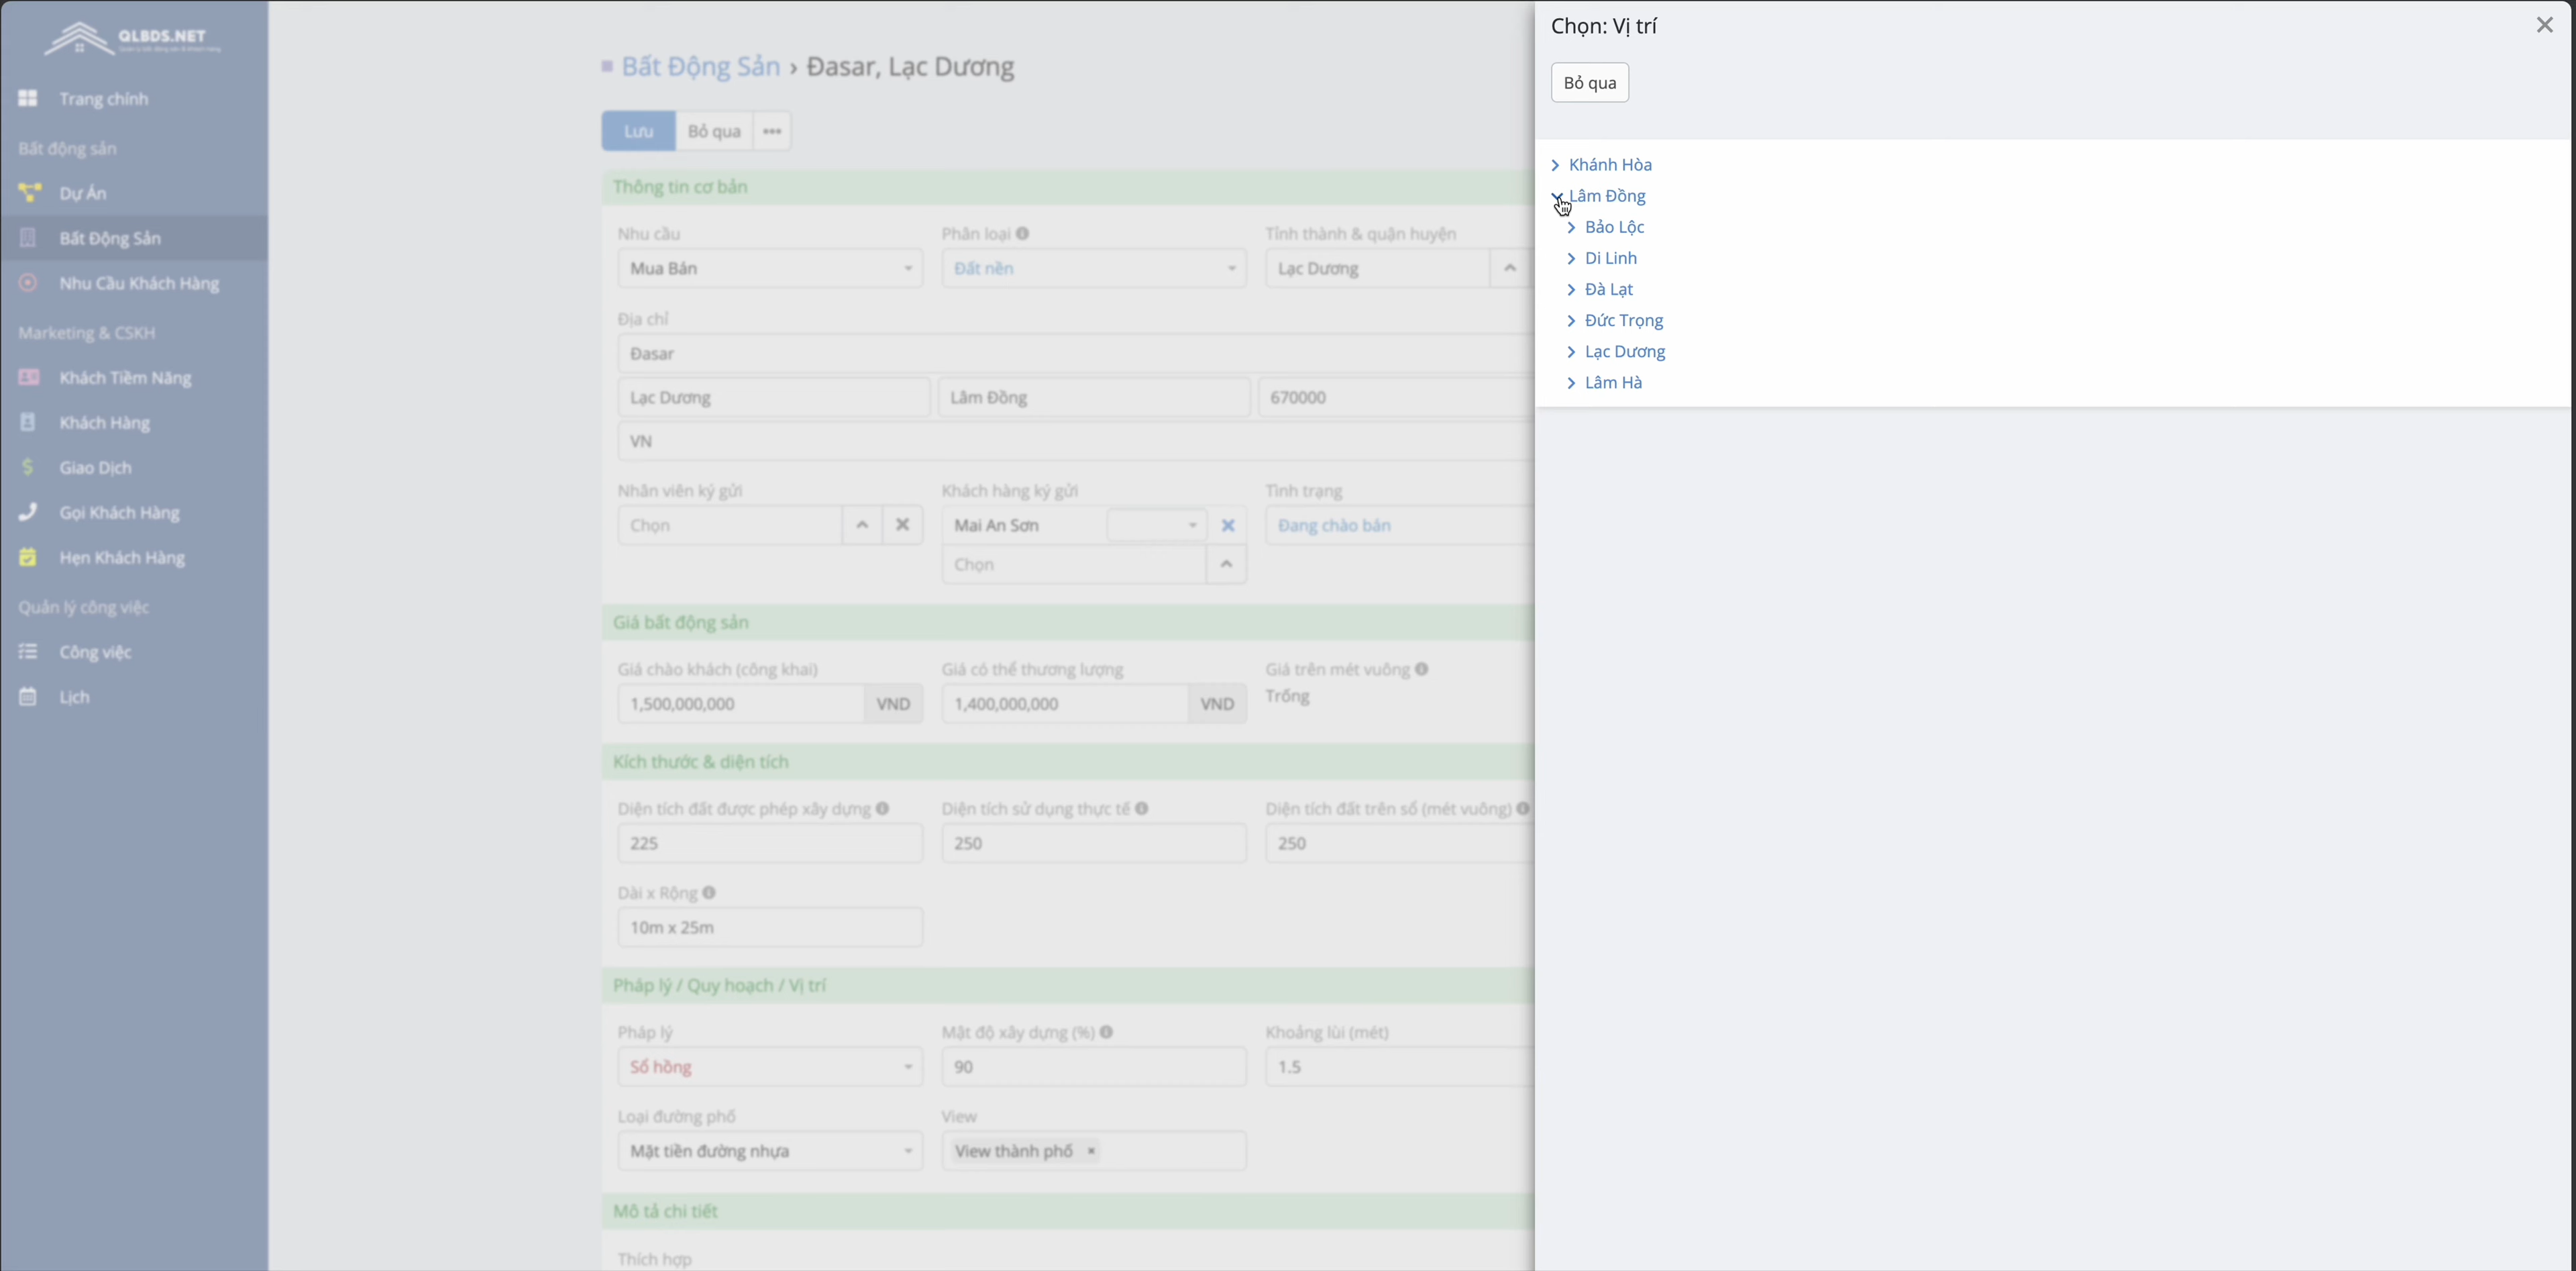 QLBDS.NET
Trang chính
Bất động sản
Dự Án
Bất Động Sản
Nhu Cầu Khách Hàng
Marketing & CSKH
Khách Tiềm Năng
Khách Hàng
Giao Dịch
Gọi Khách Hàng
Hẹn Khách Hàng
Quản lý công việc
Công việc
Lịch
Bất Động Sản › Đasar, Lạc Dương
Lưu Bỏ qua •••
Thông tin cơ bản
Nhu cầu Phân loại Tỉnh thành & quận huyện
Mua Bán Đất nền Lạc Dương
Địa chỉ
Đasar
Lạc Dương Lâm Đồng 670000
VN
Nhân viên ký gửi Khách hàng ký gửi Tình trạng
Chọn Mai An Sơn Đang chào bán
Chọn
Giá bất động sản
Giá chào khách (công khai) Giá có thể thương lượng Giá trên mét vuông
1,500,000,000 VND 1,400,000,000 VND Trống
Kích thước & diện tích
Diện tích đất được phép xây dựng Diện tích sử dụng thực tế Diện tích đất trên sổ (mét vuông)
225 250 250
Dài x Rộng
10m x 25m
Pháp lý / Quy hoạch / Vị trí
Pháp lý Mật độ xây dựng (%) Khoảng lùi (mét)
Sổ hồng 90 1.5
Loại đường phố View
Mặt tiền đường nhựa View thành phố ×
Mô tả chi tiết
Thích hợp
Chọn: Vị trí
Bỏ qua
Khánh Hòa
Lâm Đồng
Bảo Lộc
Di Linh
Đà Lạt
Đức Trọng
Lạc Dương
Lâm Hà